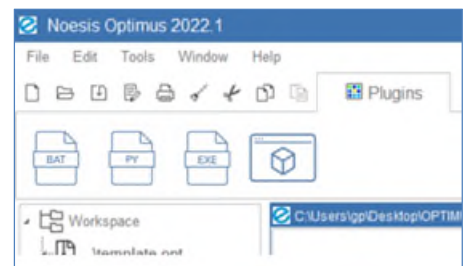 Noesis Optimus 2022.1
File Edit Tools Window Help
Plugins
BAT PY EXE
Workspace
C:\Users\gp\Desktop\OPTIM
\template.opt